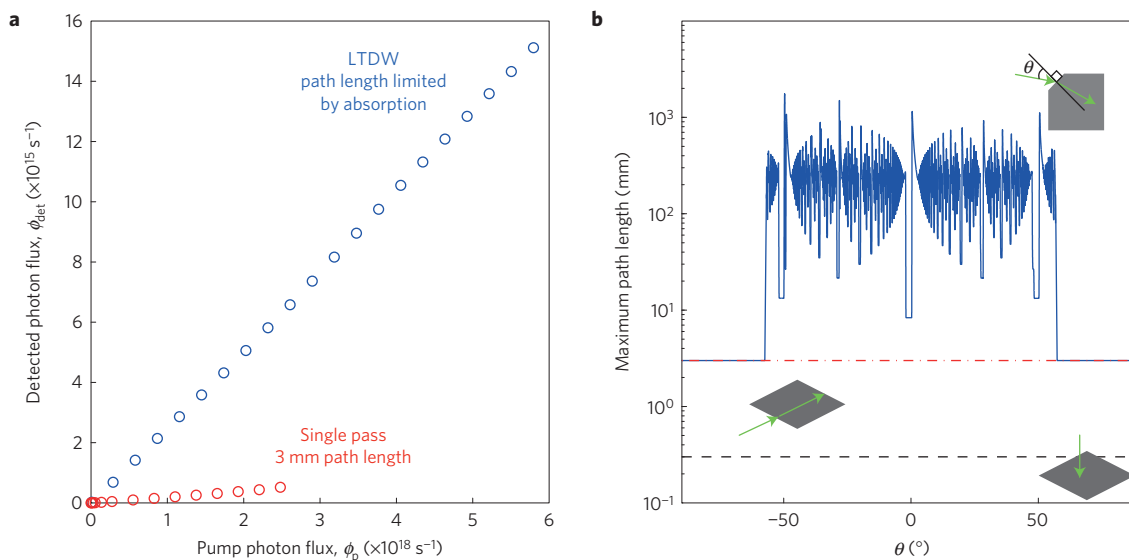 a
16
14
12
10
8
6
4
2
0
0 1 2 3 4 5 6
Detected photon flux, ϕdet (×10¹⁵ s⁻¹)
Pump photon flux, ϕp (×10¹⁸ s⁻¹)
LTDW
path length limited
by absorption
Single pass
3 mm path length
b
10³
10²
10¹
10⁰
10⁻¹
−50 0 50
Maximum path length (mm)
θ (°)
θ